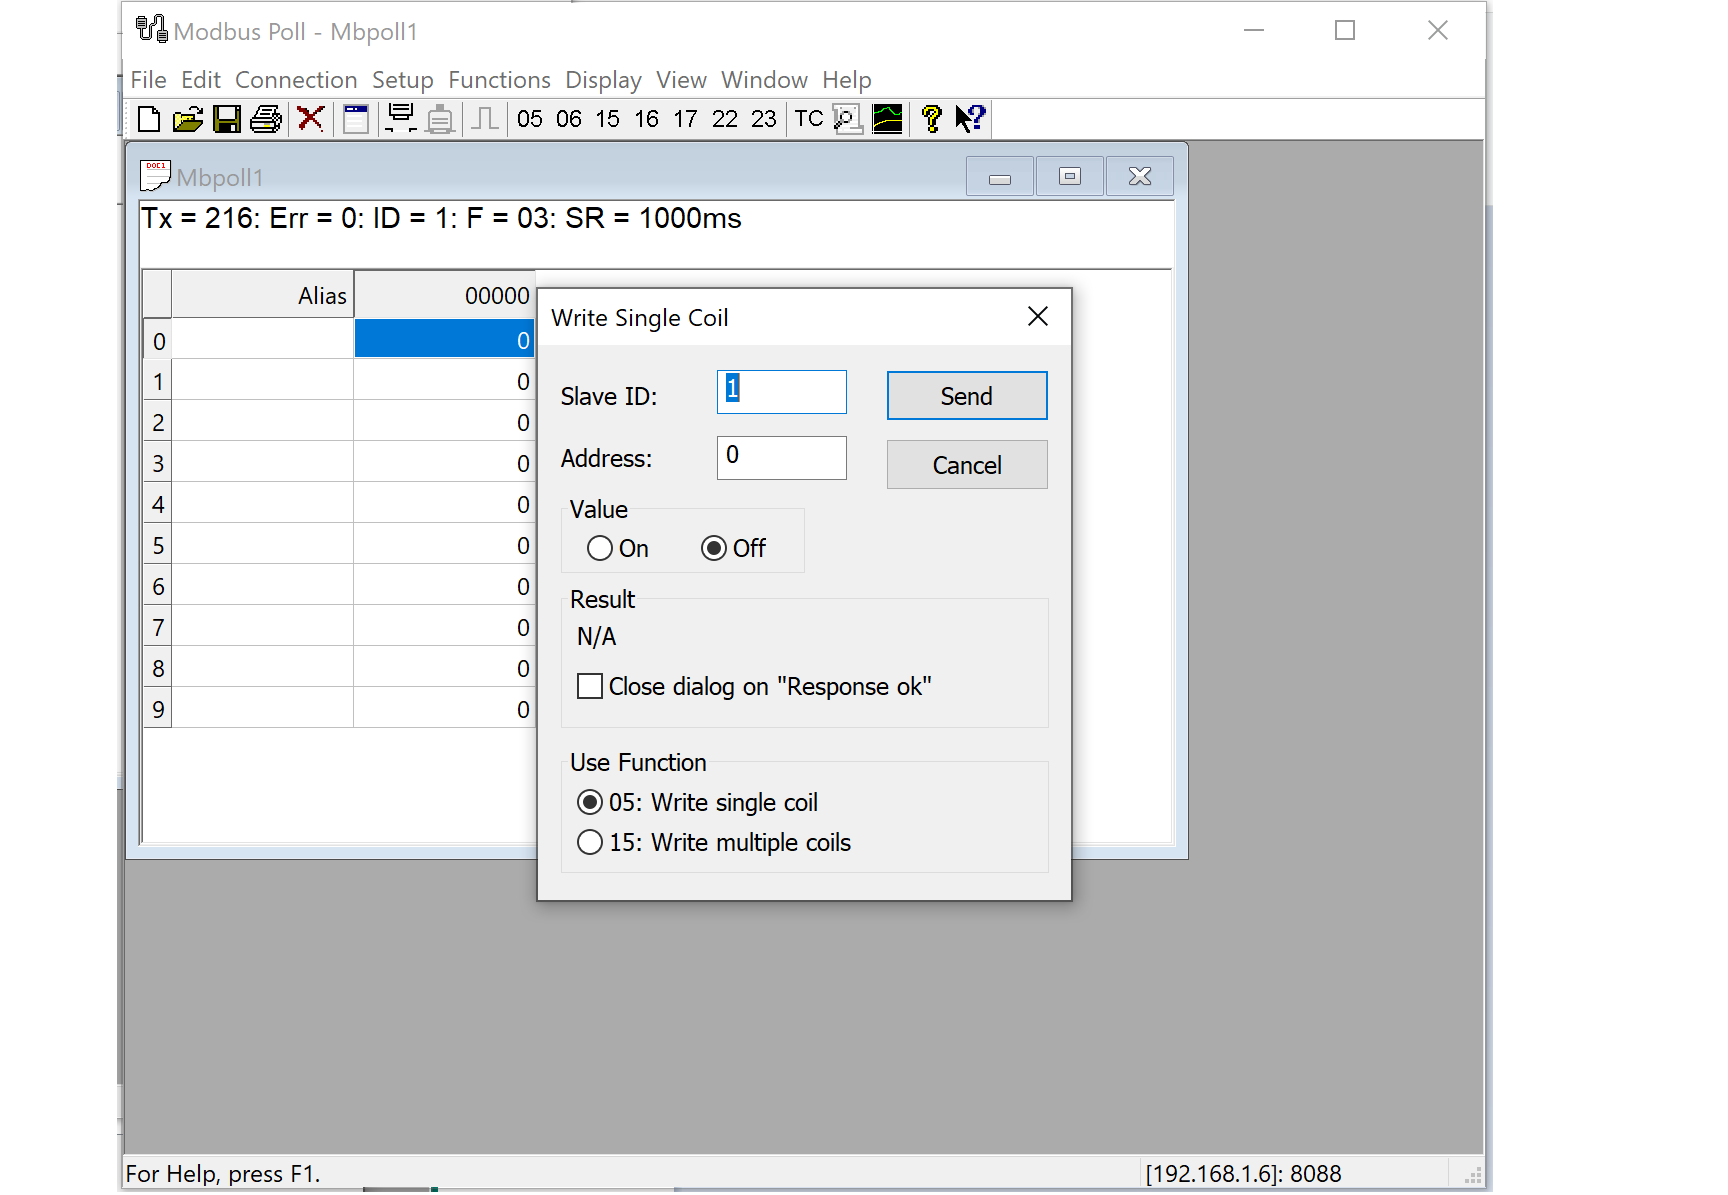 Modbus Poll - Mbpoll1
File Edit Connection Setup Functions Display View Window Help
05 06 15 16 17 22 23 TC
DOC1
Mbpoll1
Tx = 216: Err = 0: ID = 1: F = 03: SR = 1000ms
Alias 00000
0 0
1 0
2 0
3 0
4 0
5 0
6 0
7 0
8 0
9 0
Write Single Coil
Slave ID: 1 Send
Address: 0 Cancel
Value
On Off
Result
N/A
Close dialog on "Response ok"
Use Function
05: Write single coil
15: Write multiple coils
For Help, press F1. [192.168.1.6]: 8088